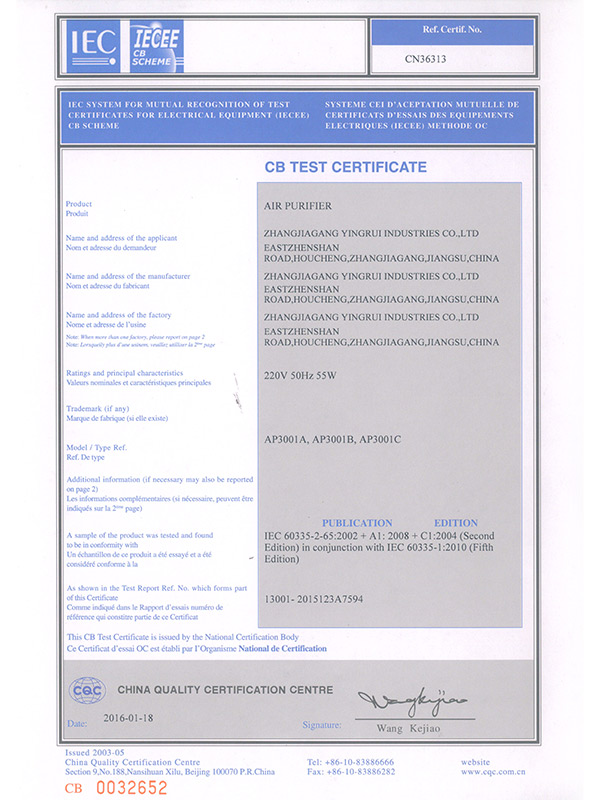 IEC
IECEE
CB
SCHEME
Ref. Certif. No.
CN36313
IEC SYSTEM FOR MUTUAL RECOGNITION OF TEST
CERTIFICATES FOR ELECTRICAL EQUIPMENT (IECEE)
CB SCHEME
SYSTEME CEI D'ACEPTATION MUTUELLE DE
CERTIFICATS D'ESSAIS DES EQUIPEMENTS
ELECTRIQUES (IECEE) METHODE OC
CB TEST CERTIFICATE
Product
Produit
AIR PURIFIER
Name and address of the applicant
Nom et adresse du demandeur
ZHANGJIAGANG YINGRUI INDUSTRIES CO.,LTD
EASTZHENSHAN
ROAD,HOUCHENG,ZHANGJIAGANG,JIANGSU,CHINA
Name and address of the manufacturer
Nom et adresse du fabricant
ZHANGJIAGANG YINGRUI INDUSTRIES CO.,LTD
EASTZHENSHAN
ROAD,HOUCHENG,ZHANGJIAGANG,JIANGSU,CHINA
Name and address of the factory
Nome et adresse de l'usine
Note: When more than one factory, please report on page 2
Note: Lorsqueils plus d'une usinem, veuillez utiliser la 2ème page
ZHANGJIAGANG YINGRUI INDUSTRIES CO.,LTD
EASTZHENSHAN
ROAD,HOUCHENG,ZHANGJIAGANG,JIANGSU,CHINA
Ratings and principal characteristics
Valeurs nominales et caractéristiques principales
220V 50Hz 55W
Trademark (if any)
Marque de fabrique (si elle existe)
Model / Type Ref.
Ref. De type
AP3001A, AP3001B, AP3001C
Additional information (if necessary may also be reported
on page 2)
Les informations complémentaires (si nécessaire, peuvent être
indiqués sur la 2ème page)
PUBLICATION EDITION
A sample of the product was tested and found
to be in conformity with
Un échantillon de ce produit a été essayé et a été
considéré conforme à la
IEC 60335-2-65:2002 + A1: 2008 + C1:2004 (Second
Edition) in conjunction with IEC 60335-1:2010 (Fifth
Edition)
As shown in the Test Report Ref. No. which forms part
of this Certificate
Comme indiqué dans le Rapport d'essais numéro de
référence qui constitre partie de ce Certificat
13001- 2015123A7594
This CB Test Certificate is issued by the National Certification Body
Ce Certificat d'essai OC est établi par l'Organisme National de Certification
CQC
CHINA QUALITY CERTIFICATION CENTRE
Date:
2016-01-18
Signature:
Wangkejiao
Wang Kejiao
Issued 2003-05
China Quality Certification Centre
Section 9,No.188,Nansihuan Xilu, Beijing 100070 P.R.China
Tel: +86-10-83886666
Fax: +86-10-83886282
website
www.cqc.com.cn
CB 0032652